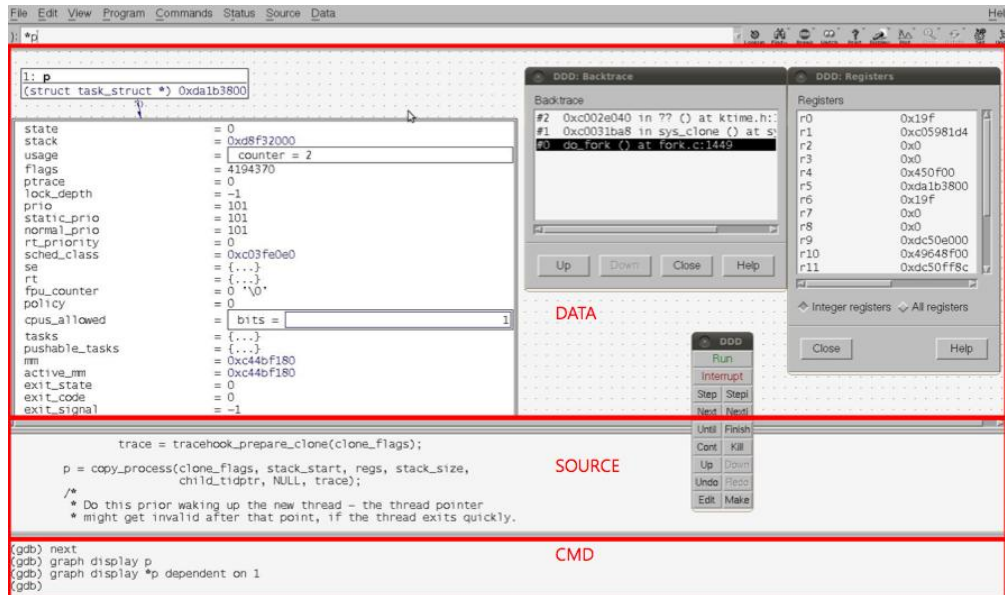 File Edit View Program Commands Status Source Data
): *p
1: p
(struct task_struct *) 0xda1b3800
state = 0
stack = 0xd8f32000
usage = counter = 2
flags = 4194370
ptrace = 0
lock_depth = -1
prio = 101
static_prio = 101
normal_prio = 101
rt_priority = 0
sched_class = 0xc03fe0e0
se = {...}
rt = {...}
fpu_counter = 0 '\0'
policy = 0
cpus_allowed = bits = 1
tasks = {...}
pushable_tasks = {...}
mm = 0xc44bf180
active_mm = 0xc44bf180
exit_state = 0
exit_code = 0
exit_signal = -1
DDD: Backtrace
Backtrace
#2 0xc002e040 in ?? () at ktime.h:
#1 0xc0031ba8 in sys_clone () at s
#0 do_fork () at fork.c:1449
Up Down Close Help
DDD: Registers
Registers
r0 0x19f
r1 0xc05981d4
r2 0x0
r3 0x0
r4 0x450f00
r5 0xda1b3800
r6 0x19f
r7 0x0
r8 0x0
r9 0xdc50e000
r10 0x49648f00
r11 0xdc50ff8c
Integer registers All registers
Close Help
DATA
DDD
Run
Interrupt
Step Stepi
Next Nexti
Until Finish
Cont Kill
Up Down
Undo Redo
Edit Make
trace = tracehook_prepare_clone(clone_flags);
p = copy_process(clone_flags, stack_start, regs, stack_size,
child_tidptr, NULL, trace);
/*
* Do this prior waking up the new thread - the thread pointer
* might get invalid after that point, if the thread exits quickly.
SOURCE
(gdb) next
(gdb) graph display p
(gdb) graph display *p dependent on 1
(gdb)
CMD